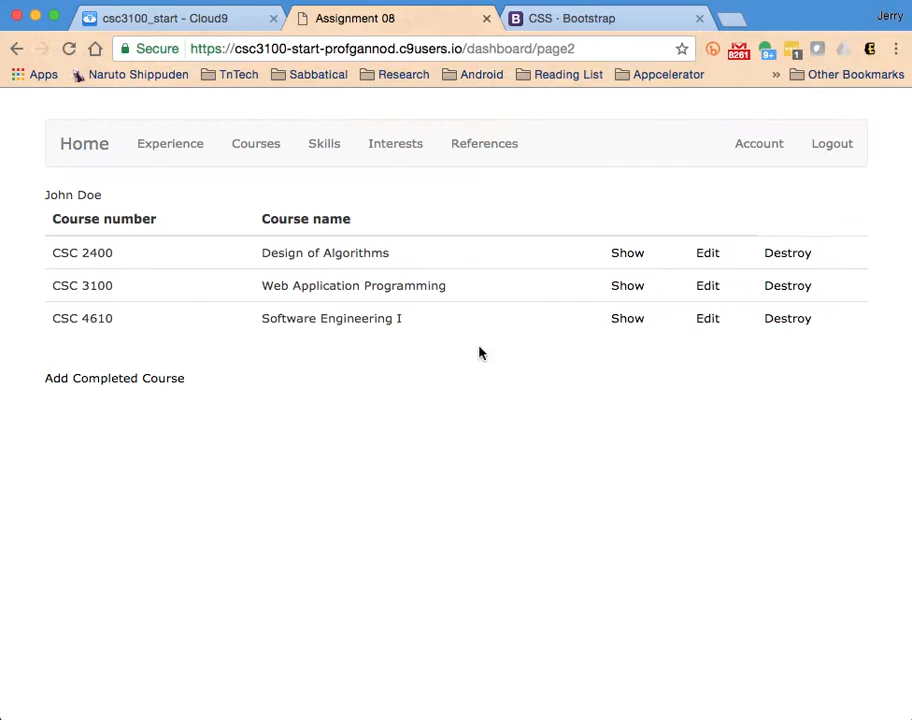 csc3100_start - Cloud9 Assignment 08 CSS · Bootstrap Jerry
Secure https://csc3100-start-profgannod.c9users.io/dashboard/page2 8261 9+ 1
Apps Naruto Shippuden TnTech Sabbatical Research Android Reading List Appcelerator » Other Bookmarks
Home Experience Courses Skills Interests References Account Logout
John Doe
Course number Course name
CSC 2400 Design of Algorithms Show Edit Destroy
CSC 3100 Web Application Programming Show Edit Destroy
CSC 4610 Software Engineering I Show Edit Destroy
Add Completed Course